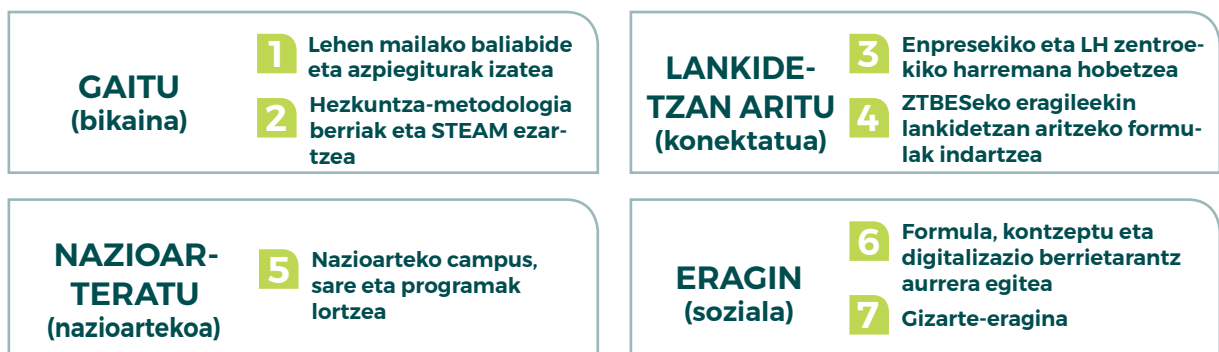 GAITU
(bikaina)
1 Lehen mailako baliabide
eta azpiegiturak izatea
2 Hezkuntza-metodologia
berriak eta STEAM ezar-
tzea
LANKIDE-
TZAN ARITU
(konektatua)
3 Enpresekiko eta LH zentroe-
kiko harremana hobetzea
4 ZTBESeko eragileekin
lankidetzan aritzeko formu-
lak indartzea
NAZIOAR-
TERATU
(nazioartekoa)
5 Nazioarteko campus,
sare eta programak
lortzea
ERAGIN
(soziala)
6 Formula, kontzeptu eta
digitalizazio berrietarantz
aurrera egitea
7 Gizarte-eragina